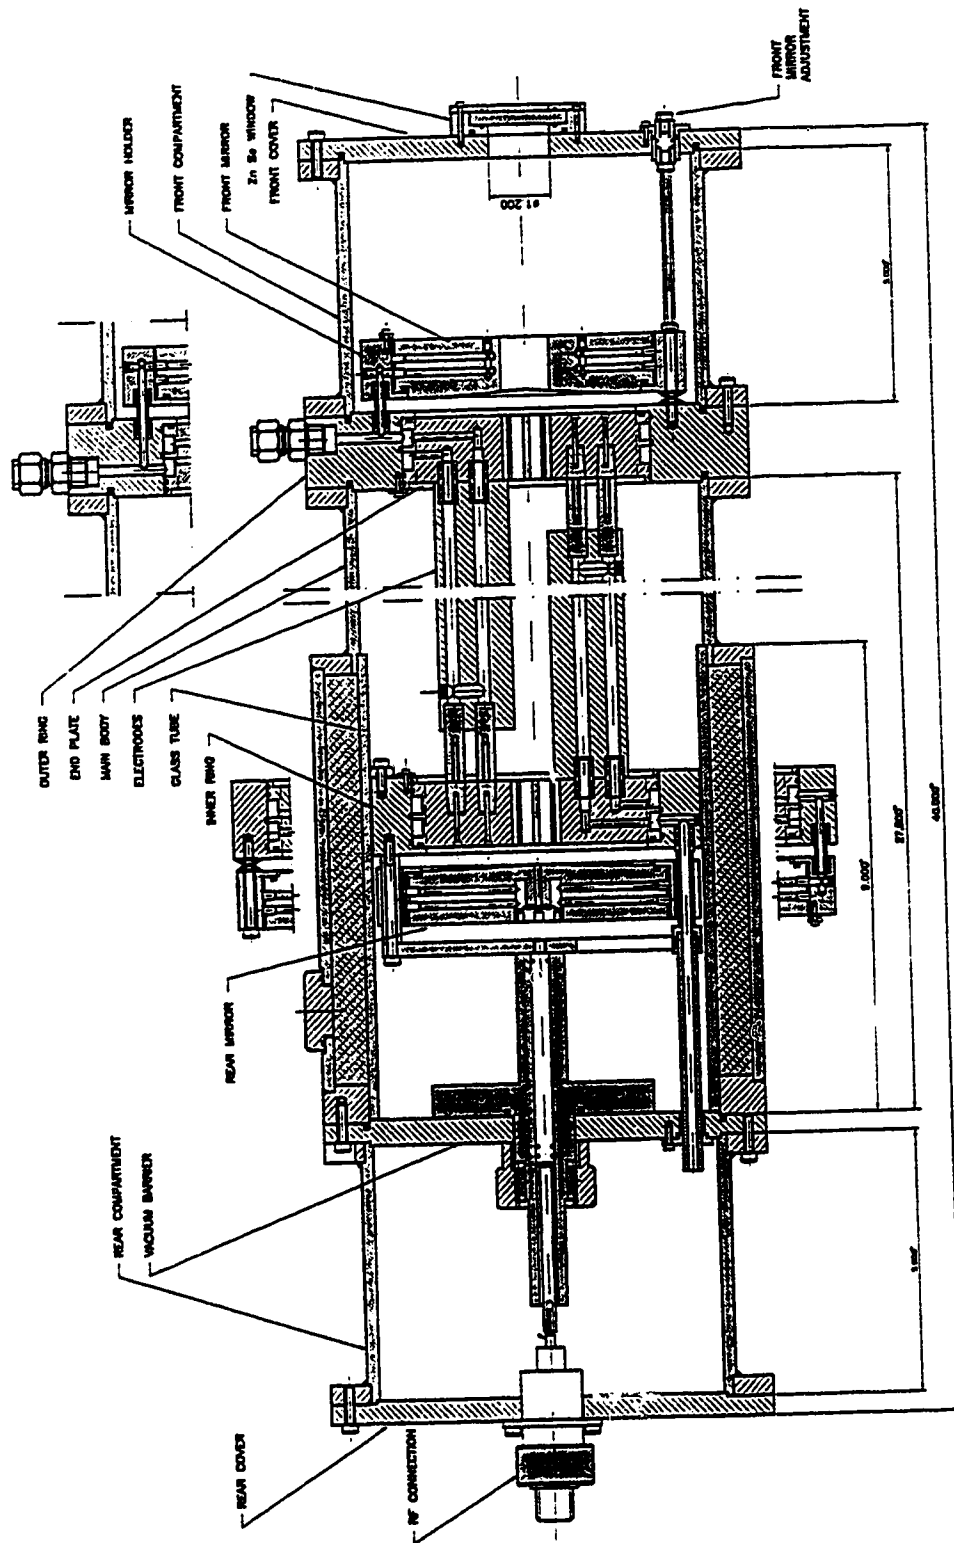 REAR COVER
RF CONNECTION
REAR COMPARTMENT
VACUUM BARRIER
REAR MIRROR
OUTER RING
END PLATE
MAIN BODY
ELECTRODES
GLASS TUBE
INNER RING
MIRROR HOLDER
FRONT COMPARTMENT
FRONT MIRROR
Zn Se WINDOW
FRONT COVER
FRONT
MIRROR
ADJUSTMENT
ø1.200
9.000"
40.000"